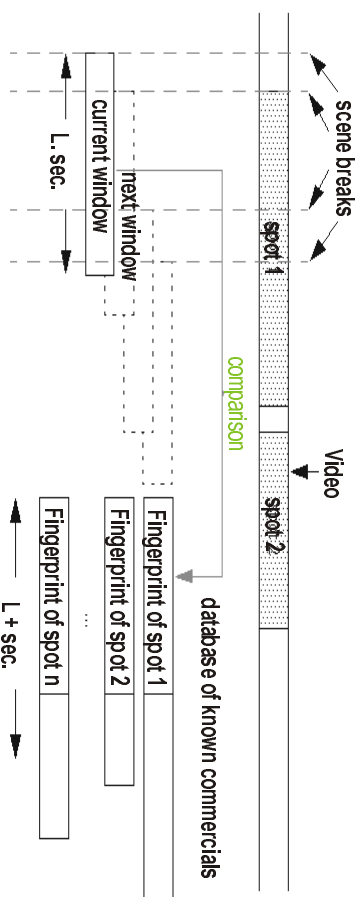 scene breaks
Video
spot 1
spot 2
comparison
current window
next window
L. sec.
database of known commercials
Fingerprint of spot 1
Fingerprint of spot 2
...
Fingerprint of spot n
L + sec.